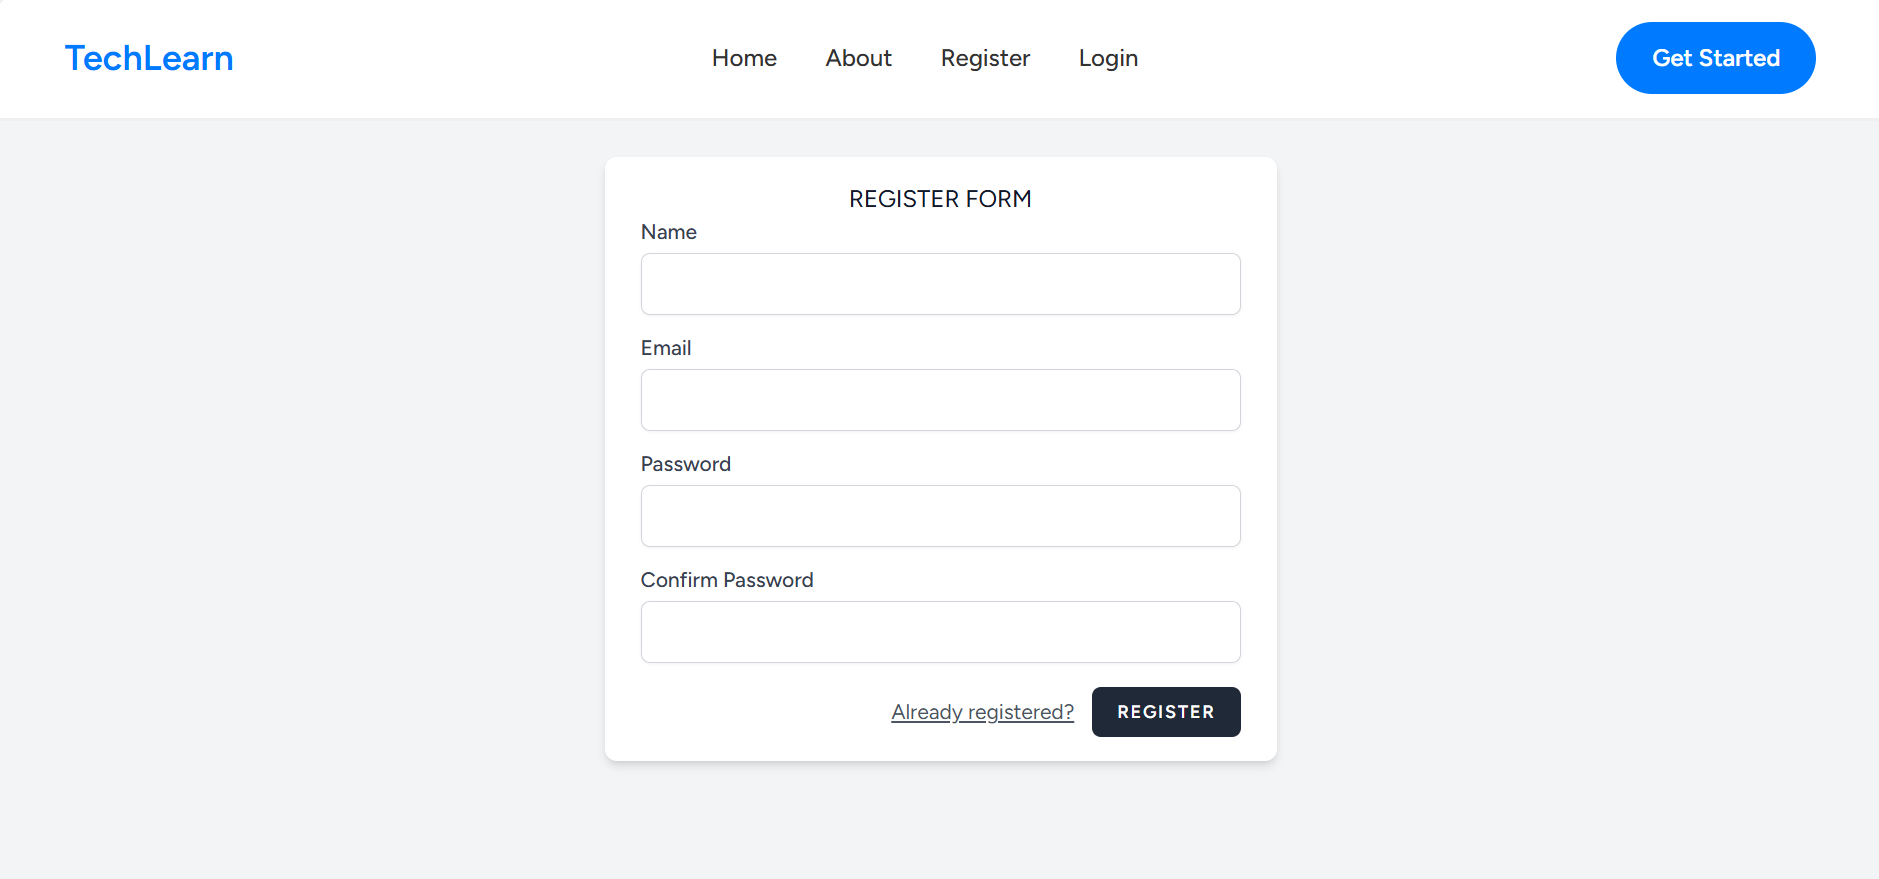 TechLearn
Home About Register Login
Get Started
REGISTER FORM
Name
Email
Password
Confirm Password
Already registered? REGISTER